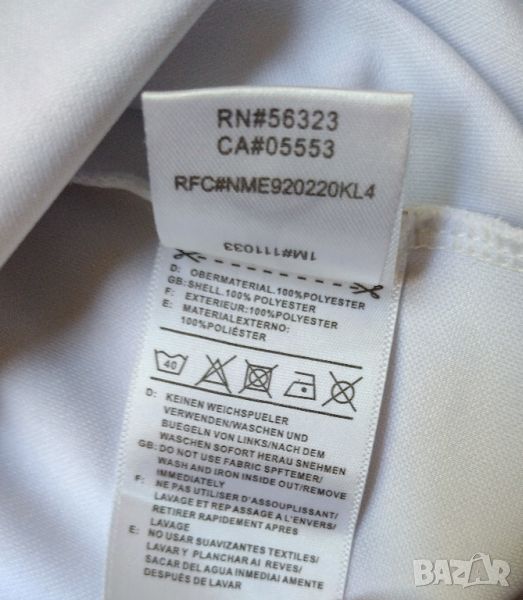 RN#56323
CA#05553
RFC#NME920220KL4
1M#111033
D: OBERMATERIAL.100%POLYESTER
GB: SHELL.100% POLYESTER
F: EXTERIEUR:100%POLYESTER
E: MATERIALEXTERNO:
100%POLIÉSTER
40
D: KEINEN WEICHSPUELER
VERWENDEN/WASCHEN UND
BUEGELN VON LINKS/NACH DEM
WASCHEN SOFORT HERAU SNEHMEN
GB: DO NOT USE FABRIC SPFTEMER/
WASH AND IRON INSIDE OUT/REMOVE
IMMEDIATELY
F: NE PAS UTILISER D'ASSOUPLISSANT/
LAVAGE ET REP ASSAGE A L'ENVERS/
RETIRER RAPIDEMENT APRES
LAVAGE
E: NO USAR SUAVIZANTES TEXTILES/
LAVAR Y PLANCHAR AI REVES/
SACAR DEL AGUA INMEDIAI AMENTE
DESPUÉS DE LAVAR
BAZAR